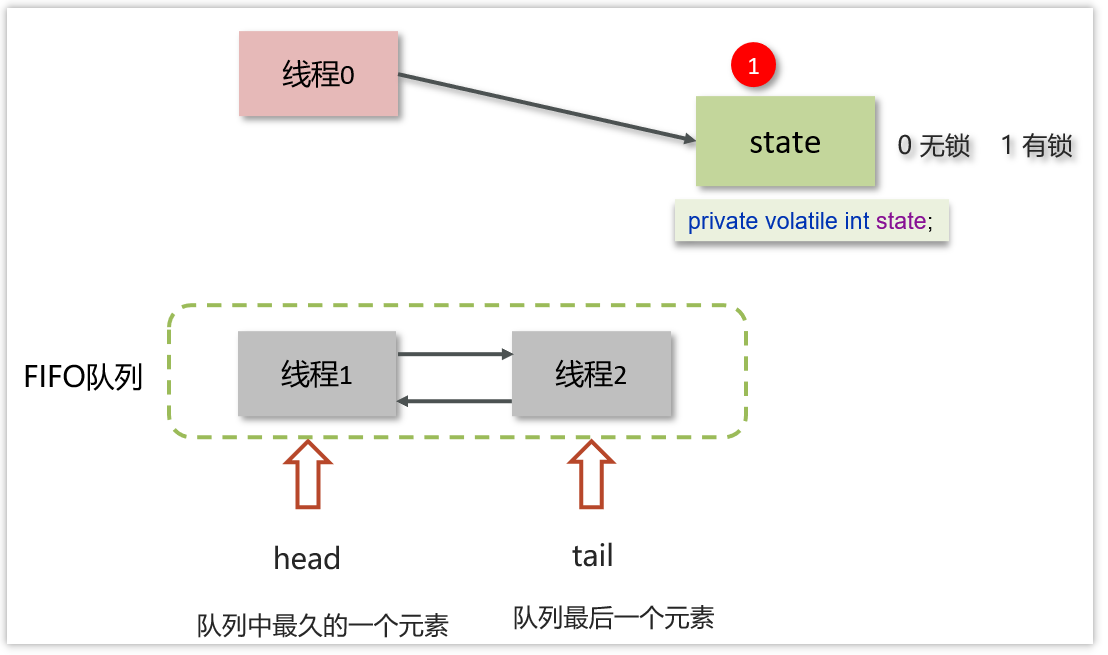 线程0
1
state
0 无锁 1 有锁
private volatile int state;
FIFO队列
线程1
线程2
head
tail
队列中最久的一个元素
队列最后一个元素